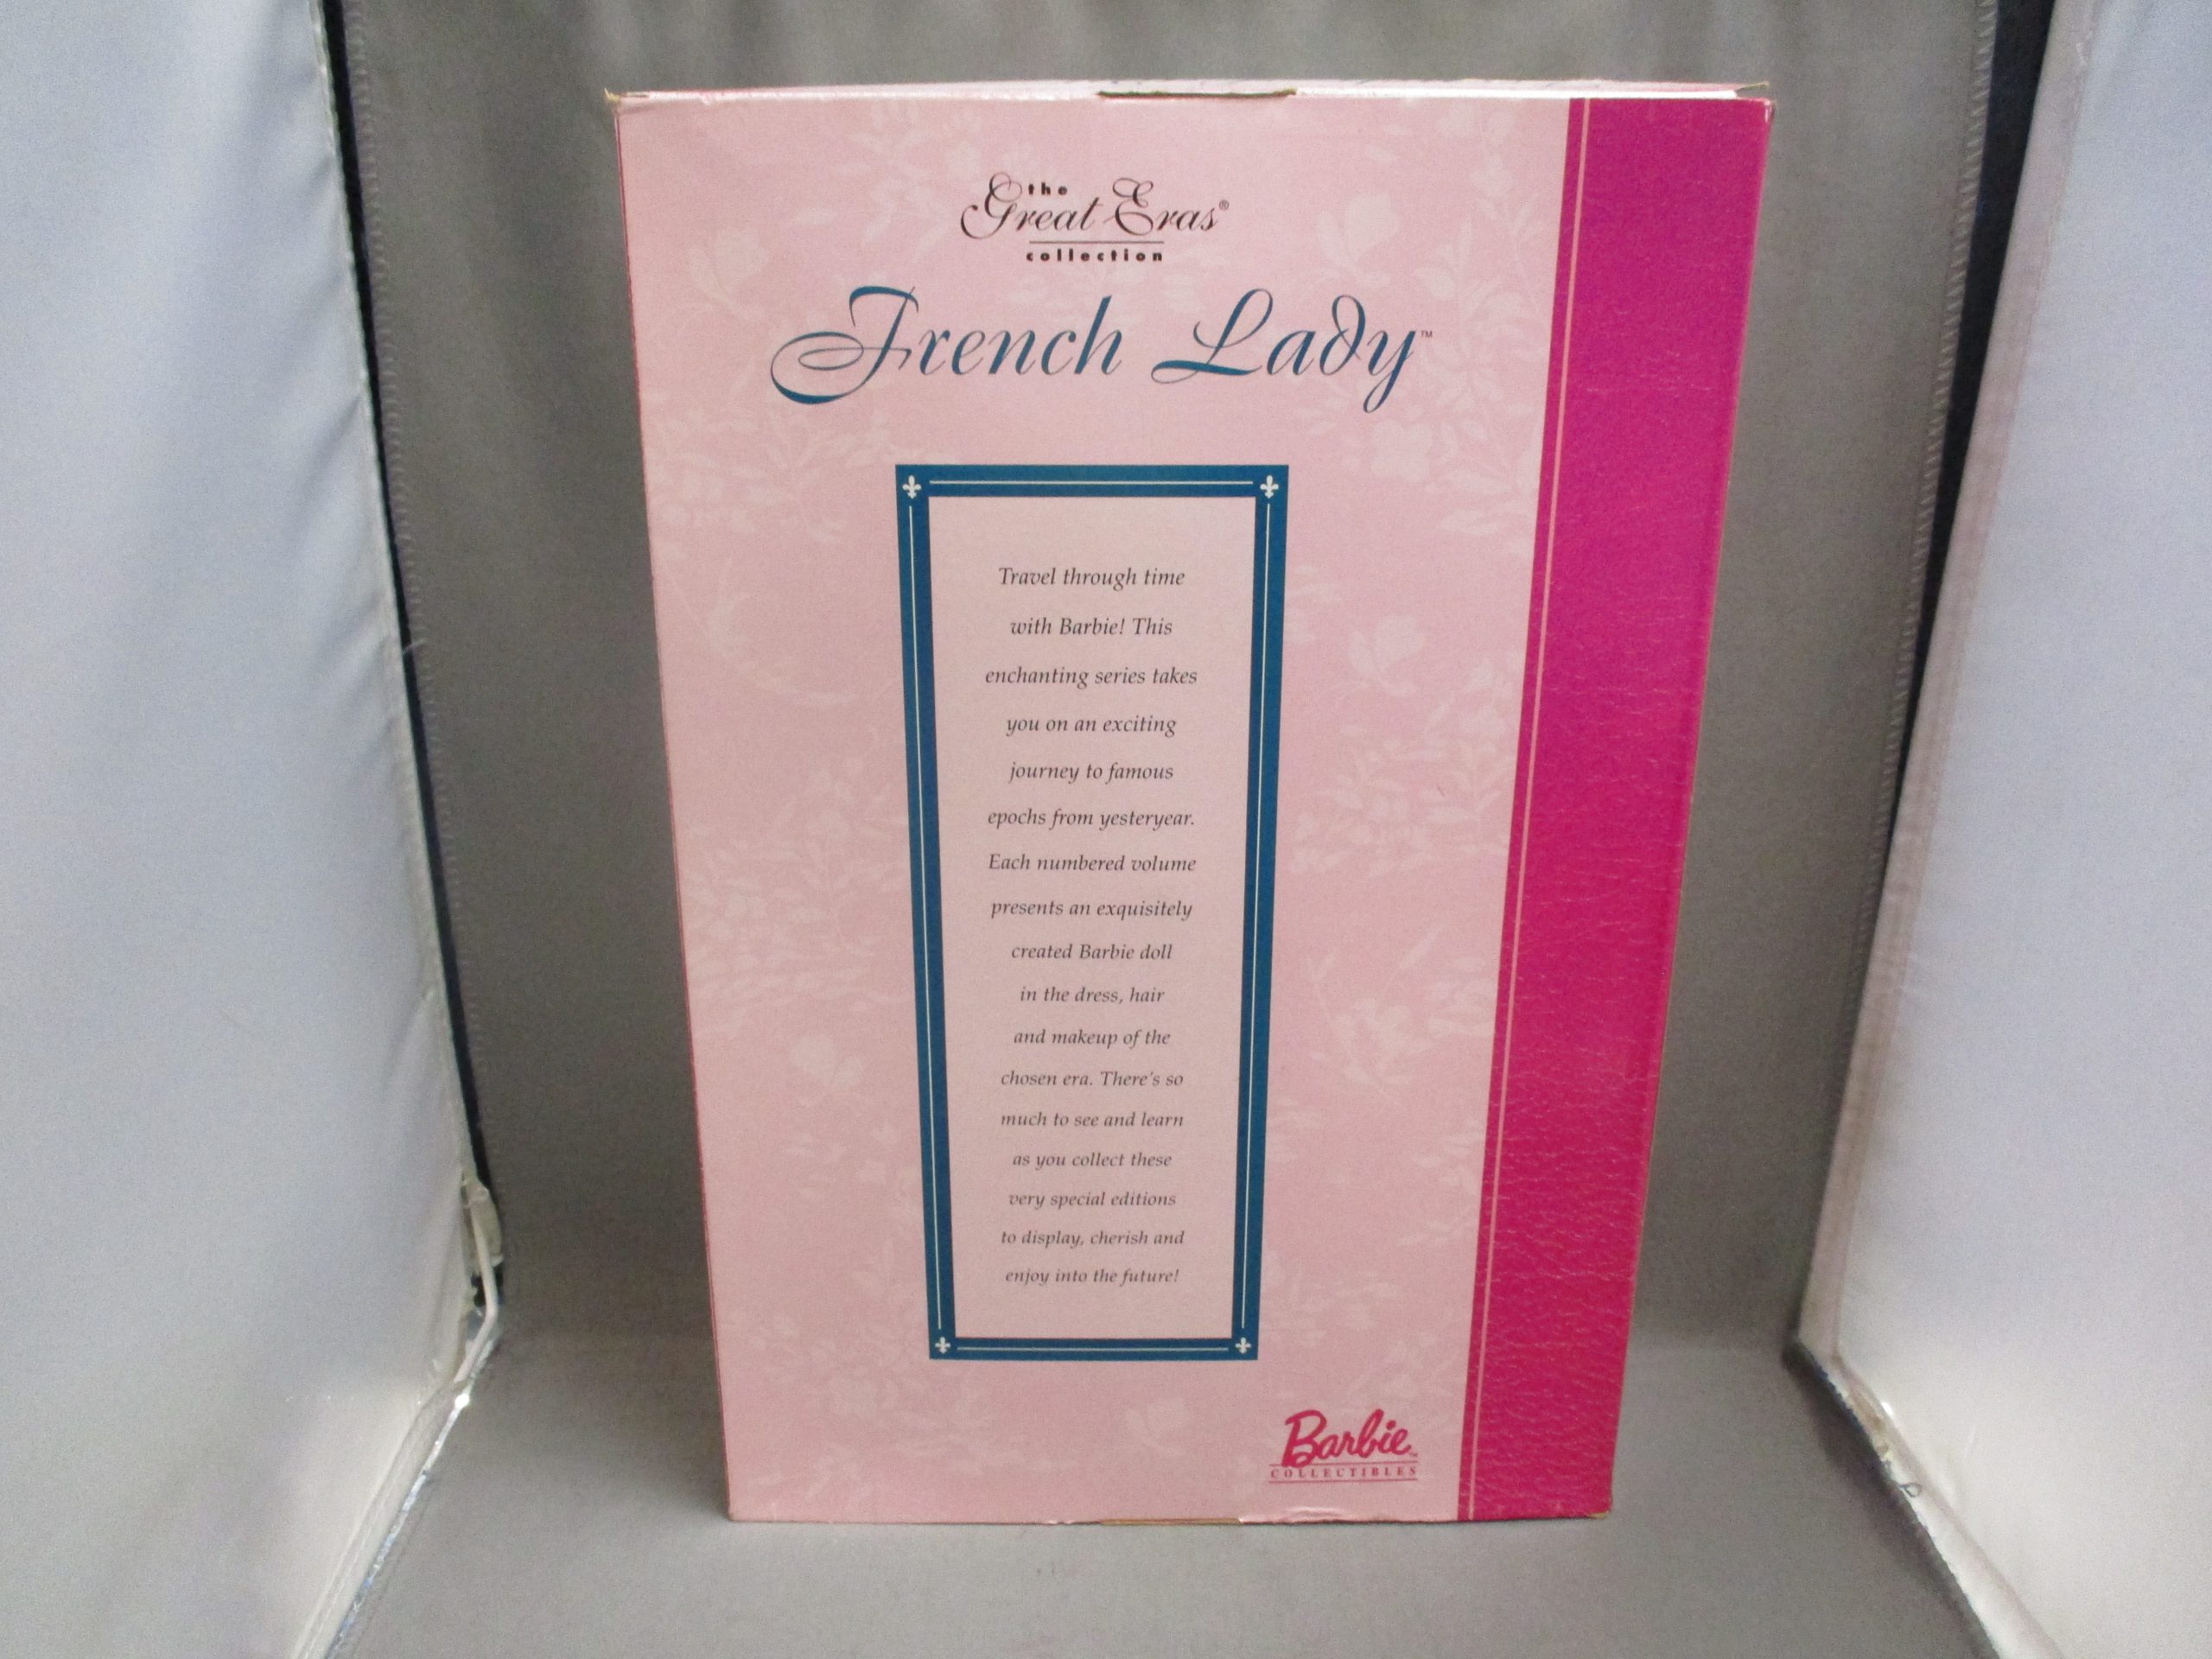 the
Great Eras®
collection
French Lady™
Travel through time
with Barbie! This
enchanting series takes
you on an exciting
journey to famous
epochs from yesteryear.
Each numbered volume
presents an exquisitely
created Barbie doll
in the dress, hair
and makeup of the
chosen era. There's so
much to see and learn
as you collect these
very special editions
to display, cherish and
enjoy into the future!
Barbie™
COLLECTIBLES